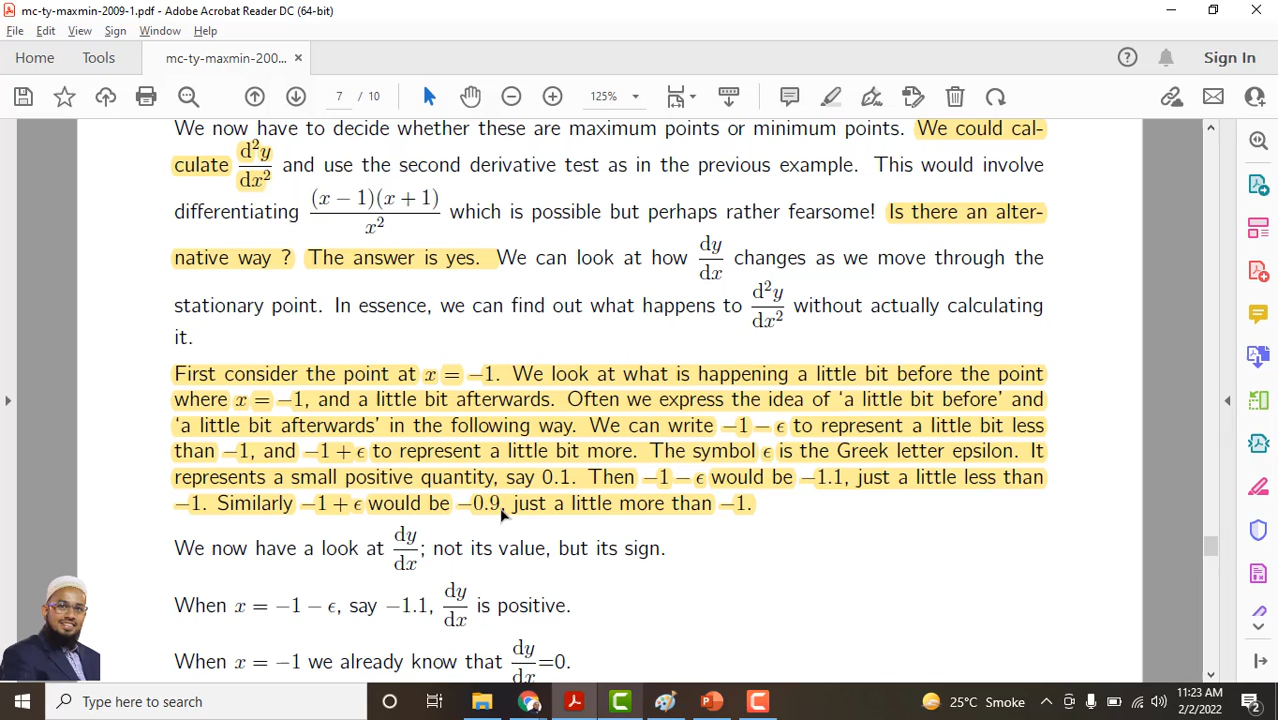 mc-ty-maxmin-2009-1.pdf - Adobe Acrobat Reader DC (64-bit)
File Edit View Sign Window Help
Home Tools mc-ty-maxmin-200... × Sign In
7 / 10 125%
We now have to decide whether these are maximum points or minimum points. We could cal-
culate d²y/dx² and use the second derivative test as in the previous example. This would involve
differentiating (x − 1)(x + 1)/x² which is possible but perhaps rather fearsome! Is there an alter-
native way ? The answer is yes. We can look at how dy/dx changes as we move through the
stationary point. In essence, we can find out what happens to d²y/dx² without actually calculating
it.
First consider the point at x = −1. We look at what is happening a little bit before the point
where x = −1, and a little bit afterwards. Often we express the idea of ‘a little bit before’ and
‘a little bit afterwards’ in the following way. We can write −1 − ϵ to represent a little bit less
than −1, and −1 + ϵ to represent a little bit more. The symbol ϵ is the Greek letter epsilon. It
represents a small positive quantity, say 0.1. Then −1 − ϵ would be −1.1, just a little less than
−1. Similarly −1 + ϵ would be −0.9, just a little more than −1.
We now have a look at dy/dx; not its value, but its sign.
When x = −1 − ϵ, say −1.1, dy/dx is positive.
When x = −1 we already know that dy/dx=0.
Type here to search
25°C Smoke
11:23 AM
2/2/2022
2